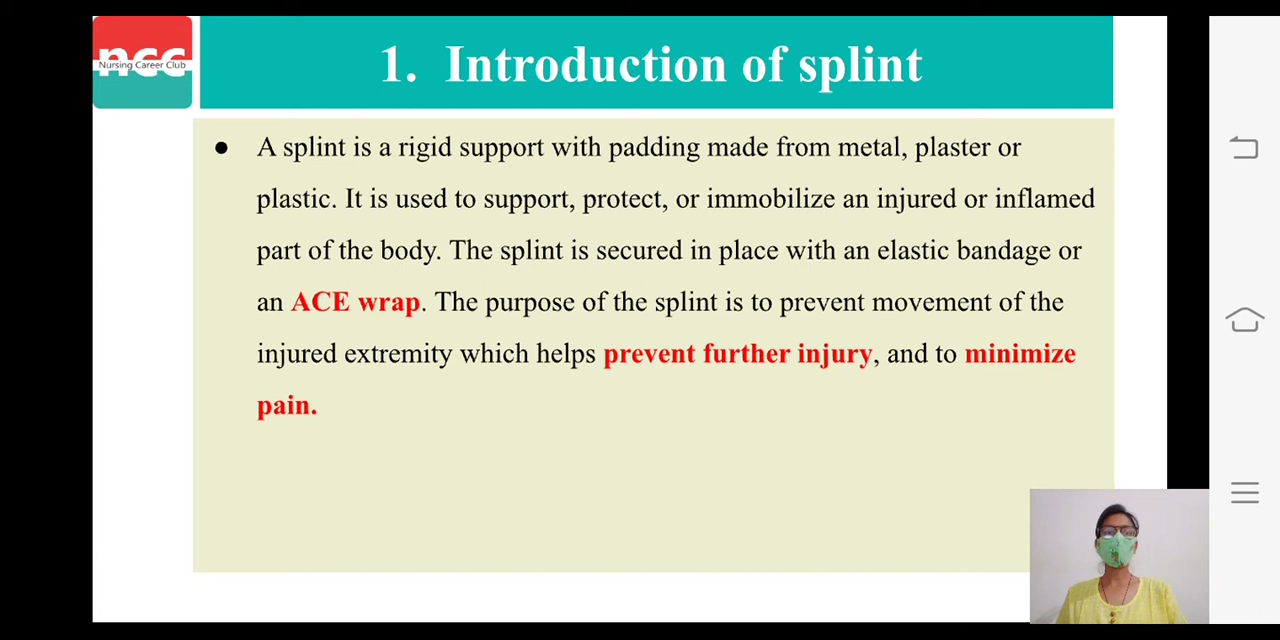 ncc
Nursing Career Club
1. Introduction of splint
● A splint is a rigid support with padding made from metal, plaster or
plastic. It is used to support, protect, or immobilize an injured or inflamed
part of the body. The splint is secured in place with an elastic bandage or
an ACE wrap. The purpose of the splint is to prevent movement of the
injured extremity which helps prevent further injury, and to minimize
pain.